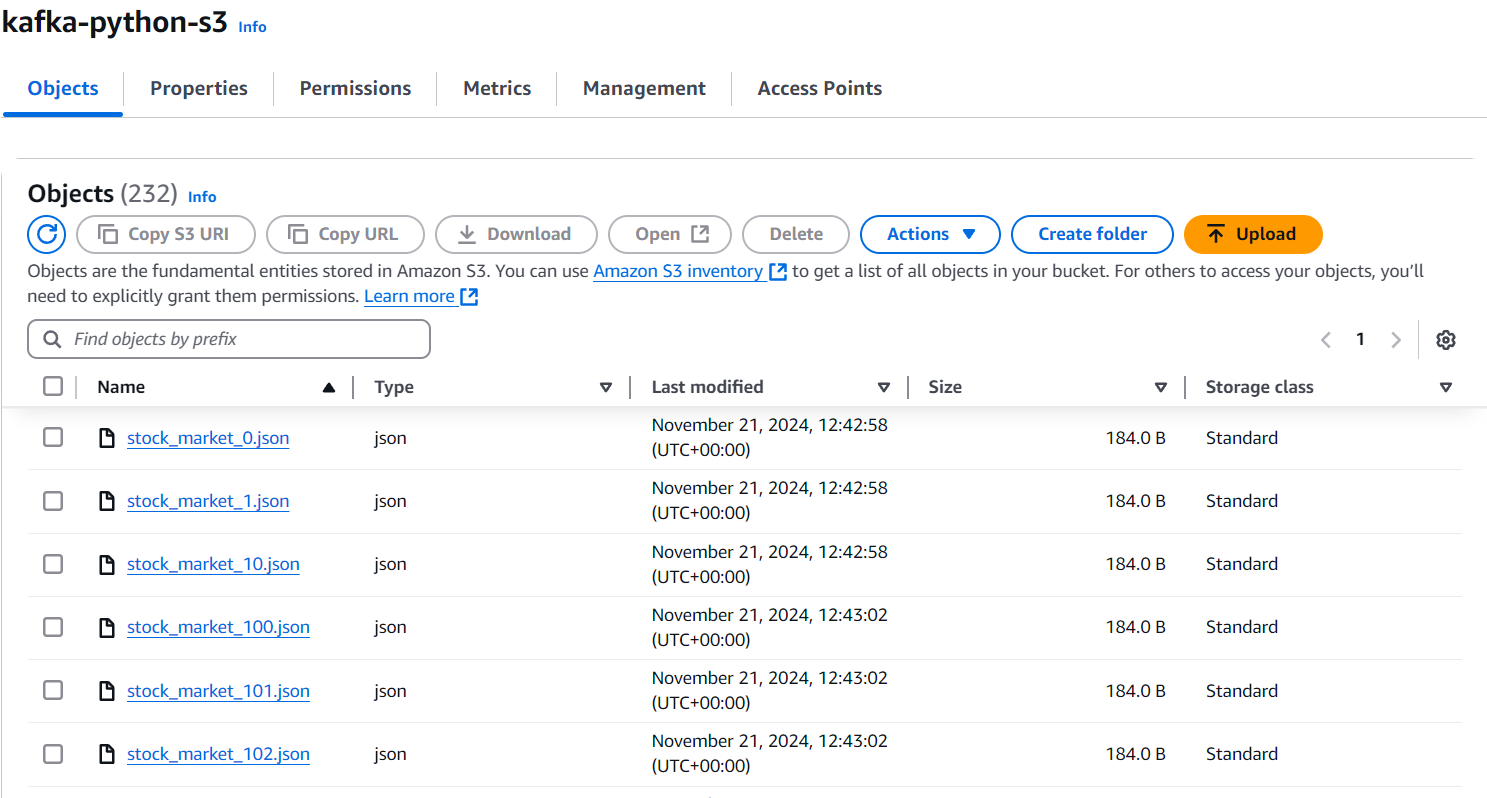 kafka-python-s3 Info
Objects Properties Permissions Metrics Management Access Points
Objects (232) Info
Copy S3 URI Copy URL Download Open Delete Actions Create folder Upload
Objects are the fundamental entities stored in Amazon S3. You can use Amazon S3 inventory to get a list of all objects in your bucket. For others to access your objects, you’ll
need to explicitly grant them permissions. Learn more
Find objects by prefix 1
Name Type Last modified Size Storage class
stock_market_0.json json November 21, 2024, 12:42:58 184.0 B Standard
(UTC+00:00)
stock_market_1.json json November 21, 2024, 12:42:58 184.0 B Standard
(UTC+00:00)
stock_market_10.json json November 21, 2024, 12:42:58 184.0 B Standard
(UTC+00:00)
stock_market_100.json json November 21, 2024, 12:43:02 184.0 B Standard
(UTC+00:00)
stock_market_101.json json November 21, 2024, 12:43:02 184.0 B Standard
(UTC+00:00)
stock_market_102.json json November 21, 2024, 12:43:02 184.0 B Standard
(UTC+00:00)